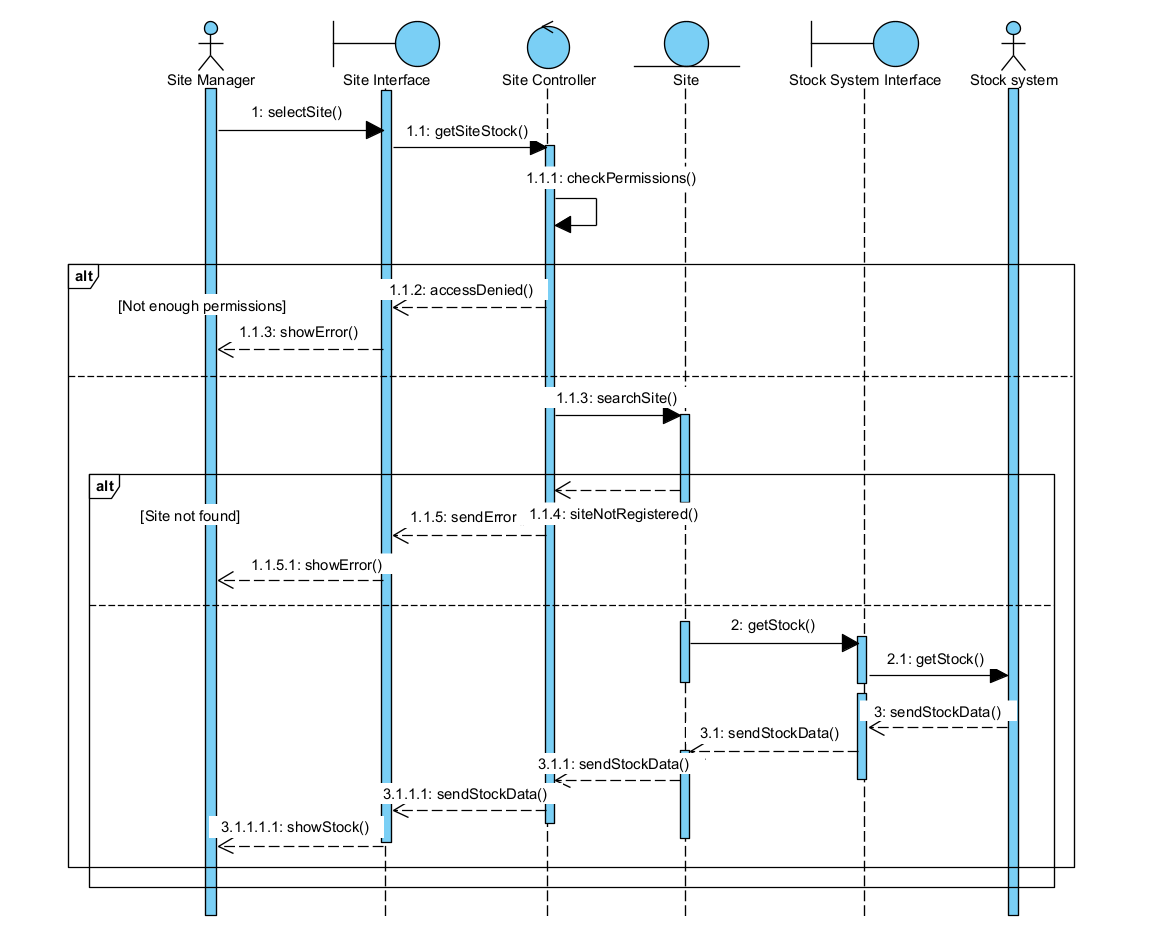 Site Manager
Site Interface
Site Controller
Site
Stock System Interface
Stock system
1: selectSite()
1.1: getSiteStock()
1.1.1: checkPermissions()
alt
1.1.2: accessDenied()
[Not enough permissions]
1.1.3: showError()
1.1.3: searchSite()
alt
[Site not found]
1.1.4: siteNotRegistered()
1.1.5: sendError
1.1.5.1: showError()
2: getStock()
2.1: getStock()
3: sendStockData()
3.1: sendStockData()
3.1.1: sendStockData()
3.1.1.1: sendStockData()
3.1.1.1.1: showStock()